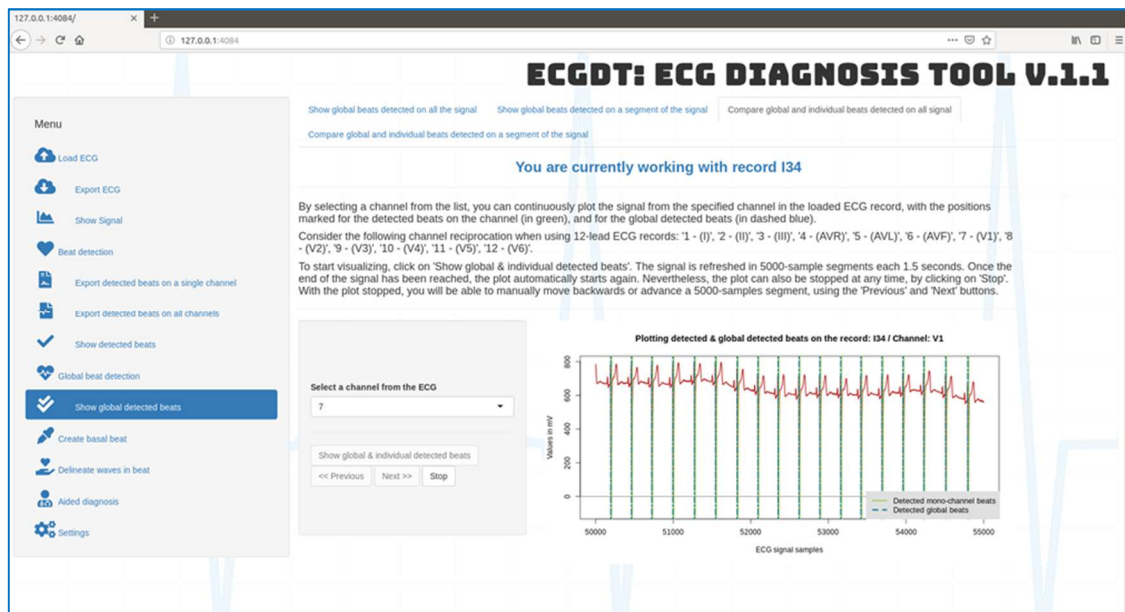 127.0.0.1:4084/
127.0.0.1:4084
ECGDT: ECG DIAGNOSIS TOOL V.1.1
Menu
Load ECG
Export ECG
Show Signal
Beat detection
Export detected beats on a single channel
Export detected beats on all channels
Show detected beats
Global beat detection
Show global detected beats
Create basal beat
Delineate waves in beat
Aided diagnosis
Settings
Show global beats detected on all the signal
Show global beats detected on a segment of the signal
Compare global and individual beats detected on all signal
Compare global and individual beats detected on a segment of the signal
You are currently working with record I34
By selecting a channel from the list, you can continuously plot the signal from the specified channel in the loaded ECG record, with the positions
marked for the detected beats on the channel (in green), and for the global detected beats (in dashed blue).
Consider the following channel reciprocation when using 12-lead ECG records: '1 - (I)', '2 - (II)', '3 - (III)', '4 - (AVR)', '5 - (AVL)', '6 - (AVF)', '7 - (V1)', '8
- (V2)', '9 - (V3)', '10 - (V4)', '11 - (V5)', '12 - (V6)'.
To start visualizing, click on 'Show global & individual detected beats'. The signal is refreshed in 5000-sample segments each 1.5 seconds. Once the
end of the signal has been reached, the plot automatically starts again. Nevertheless, the plot can also be stopped at any time, by clicking on 'Stop'.
With the plot stopped, you will be able to manually move backwards or advance a 5000-samples segment, using the 'Previous' and 'Next' buttons.
Select a channel from the ECG
7
Show global & individual detected beats
<< Previous
Next >>
Stop
Plotting detected & global detected beats on the record: I34 / Channel: V1
Values in mV
800
600
400
200
0
Detected mono-channel beats
Detected global beats
50000
51000
52000
53000
54000
55000
ECG signal samples